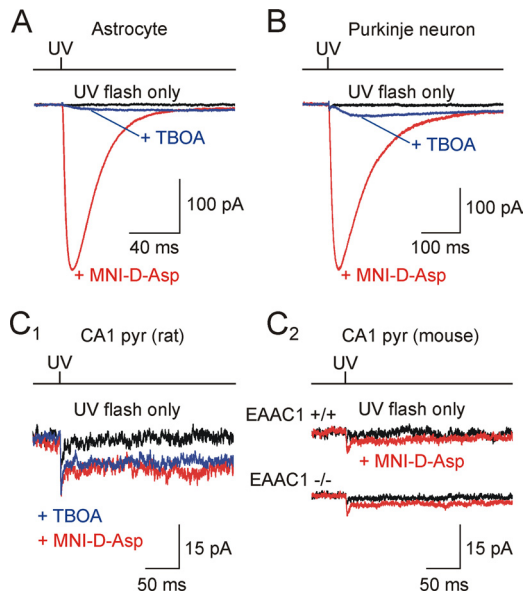 A
Astrocyte
UV
UV flash only
+ TBOA
100 pA
40 ms
+ MNI-D-Asp
B
Purkinje neuron
UV
UV flash only
+ TBOA
100 pA
100 ms
+ MNI-D-Asp
C1
CA1 pyr (rat)
UV
UV flash only
+ TBOA
+ MNI-D-Asp
15 pA
50 ms
C2
CA1 pyr (mouse)
UV
UV flash only
EAAC1 +/+
+ MNI-D-Asp
EAAC1 -/-
15 pA
50 ms